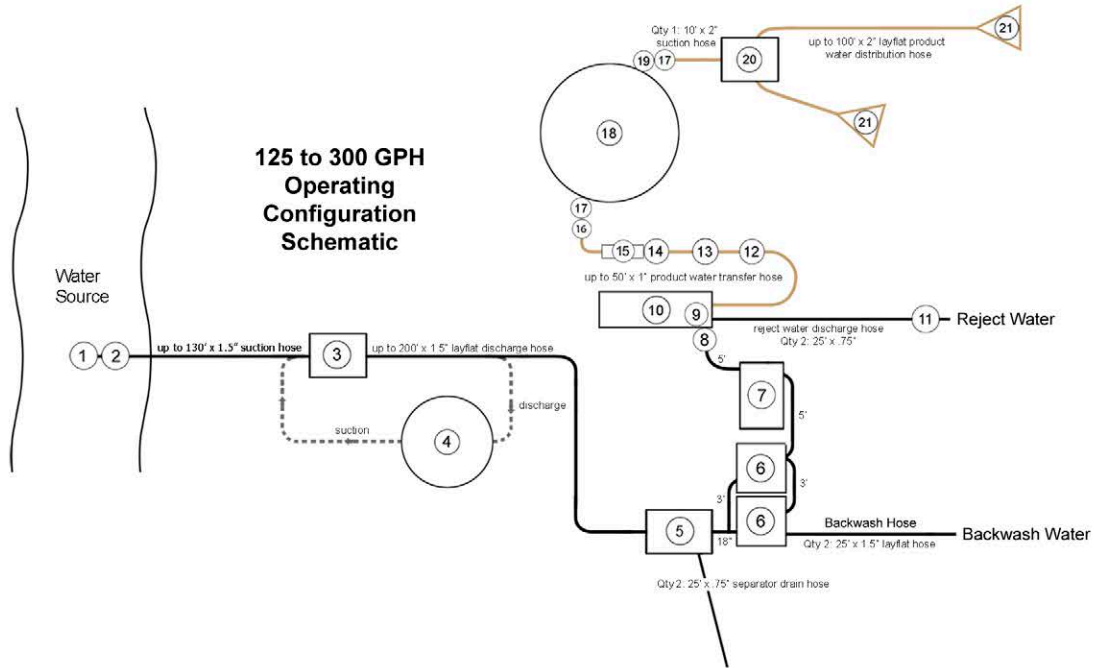 Qty 1: 10' x 2"
suction hose
up to 100' x 2" layflat product
water distribution hose
21
19
17
20
21
18
125 to 300 GPH
Operating
Configuration
Schematic
17
16
15
14
13
12
up to 50' x 1" product water transfer hose
Water
Source
10
9
8
reject water discharge hose
Qty 2: 25' x .75"
11
Reject Water
1
2
up to 130' x 1.5" suction hose
3
up to 200' x 1.5" layflat discharge hose
5'
7
5'
discharge
suction
4
6
3'
3'
6
5
18"
Backwash Hose
Qty 2: 25' x 1.5" layflat hose
Backwash Water
Qty 2: 25' x .75" separator drain hose